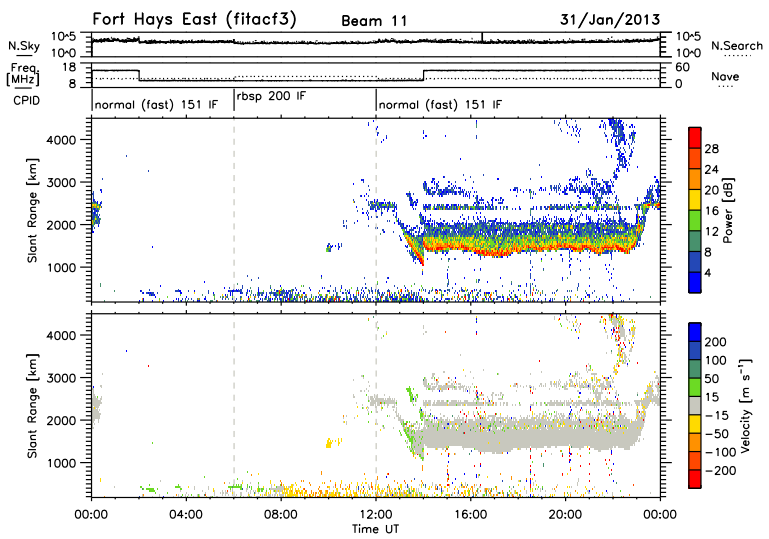 Fort Hays East (fitacf3) Beam 11 31/Jan/2013
N.Sky 10^5 10^0 10^5 10^0 N.Search
Freq. [MHz] 18 8 60 0 Nave
CPID normal (fast) 151 IF rbsp 200 IF normal (fast) 151 IF
Slant Range [km] 4000 3000 2000 1000
Power [dB] 28 24 20 16 12 8 4
Slant Range [km] 4000 3000 2000 1000
Velocity [m s⁻¹] 200 100 50 15 −15 −50 −100 −200
00:00 04:00 08:00 12:00 16:00 20:00 00:00
Time UT